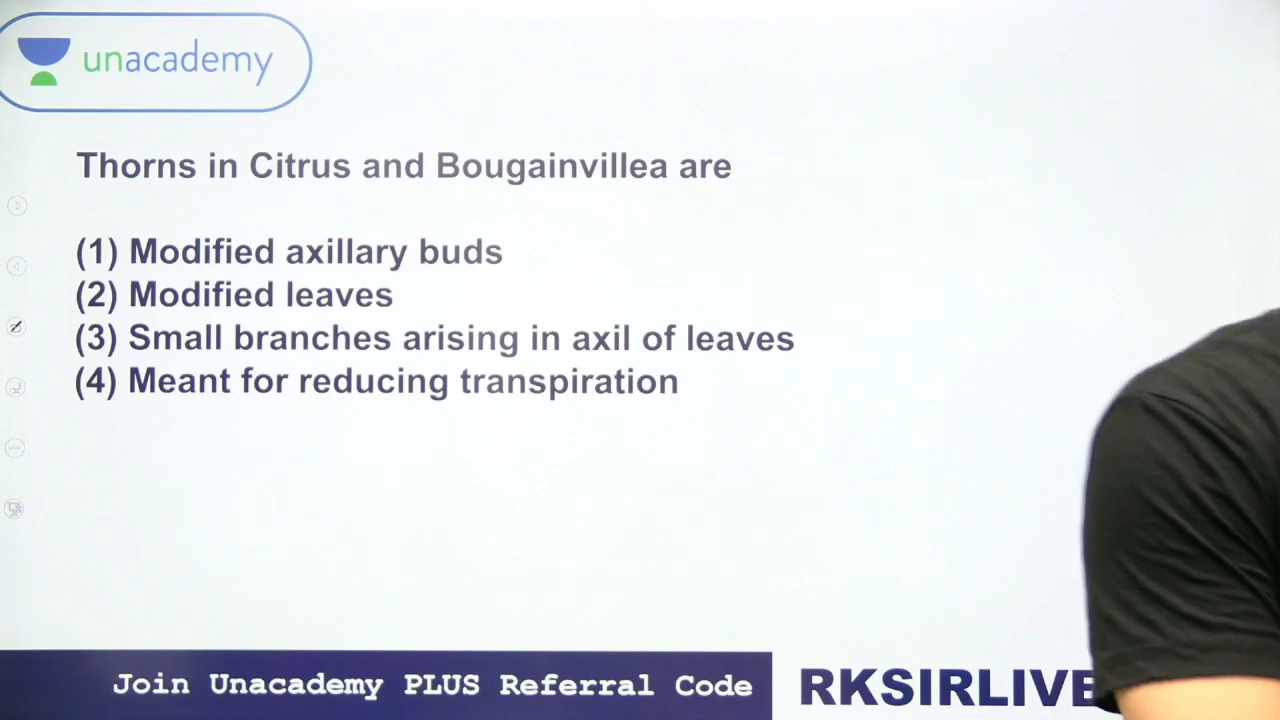 unacademy
Thorns in Citrus and Bougainvillea are
(1) Modified axillary buds
(2) Modified leaves
(3) Small branches arising in axil of leaves
(4) Meant for reducing transpiration
Join Unacademy PLUS Referral Code
RKSIRLIVE